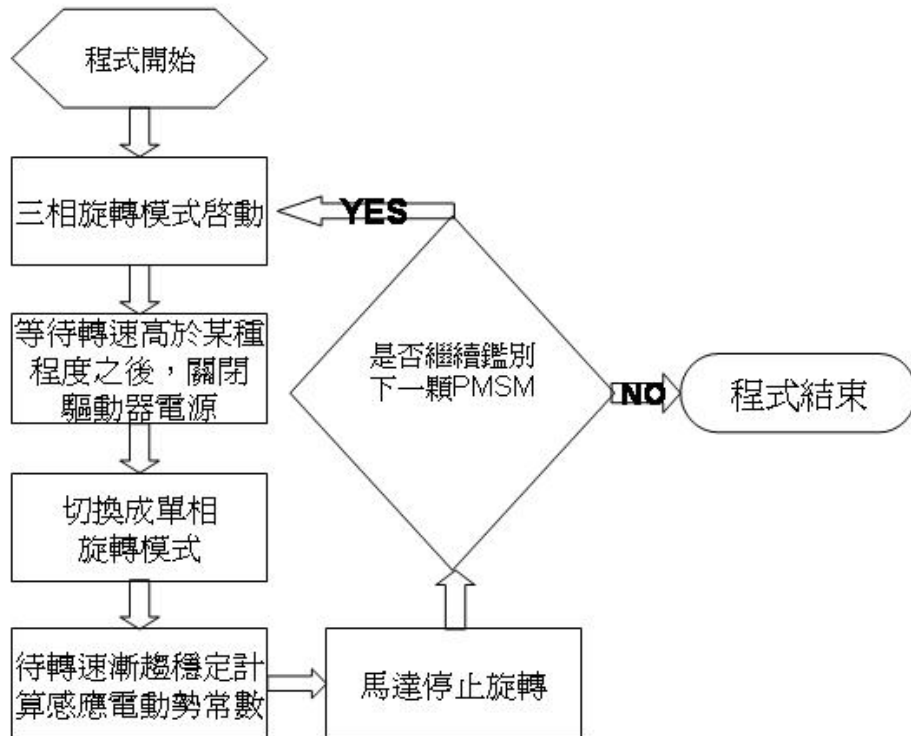 程式開始
三相旋轉模式啓動
等待轉速高於某種
程度之後，關閉
驅動器電源
切換成單相
旋轉模式
待轉速漸趨穩定計
算感應電動勢常數
馬達停止旋轉
是否繼續鑑別
下一顆PMSM
YES
NO
程式結束